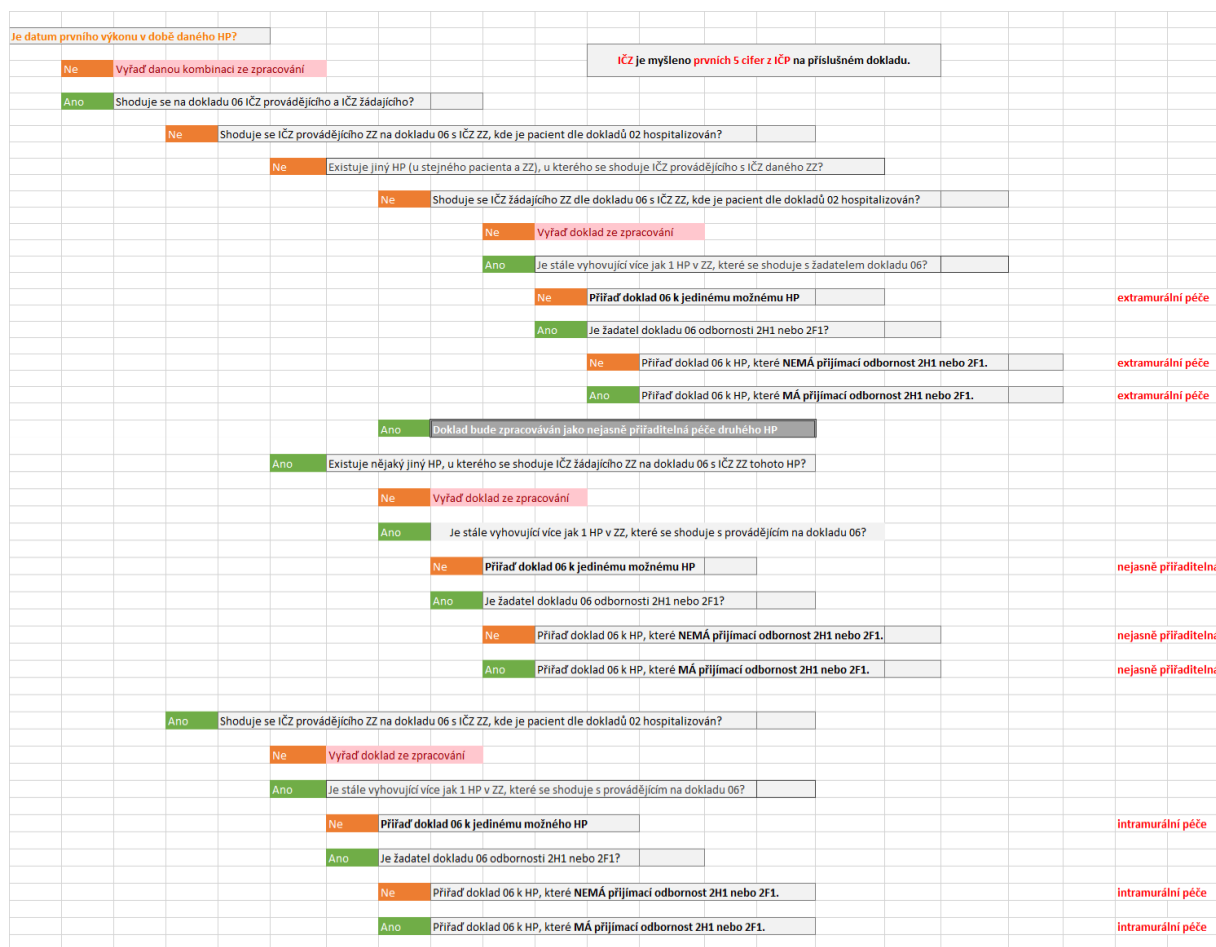 Je datum prvního výkonu v době daného HP?
IČZ je myšleno prvních 5 cifer z IČP na příslušném dokladu.
Ne Vyřaď danou kombinaci ze zpracování
Ano Shoduje se na dokladu 06 IČZ provádějícího a IČZ žádajícího?
Ne Shoduje se IČZ provádějícího ZZ na dokladu 06 s IČZ ZZ, kde je pacient dle dokladů 02 hospitalizován?
Ne Existuje jiný HP (u stejného pacienta a ZZ), u kterého se shoduje IČZ provádějícího s IČZ daného ZZ?
Ne Shoduje se IČZ žádajícího ZZ dle dokladu 06 s IČZ ZZ, kde je pacient dle dokladů 02 hospitalizován?
Ne Vyřaď doklad ze zpracování
Ano Je stále vyhovující více jak 1 HP v ZZ, které se shoduje s žadatelem dokladu 06?
Ne Přiřaď doklad 06 k jedinému možnému HP extramurální péče
Ano Je žadatel dokladu 06 odbornosti 2H1 nebo 2F1?
Ne Přiřaď doklad 06 k HP, které NEMÁ přijímací odbornost 2H1 nebo 2F1. extramurální péče
Ano Přiřaď doklad 06 k HP, které MÁ přijímací odbornost 2H1 nebo 2F1. extramurální péče
Ano Doklad bude zpracováván jako nejasně přiřaditelná péče druhého HP
Ano Existuje nějaký jiný HP, u kterého se shoduje IČZ žádajícího ZZ na dokladu 06 s IČZ ZZ tohoto HP?
Ne Vyřaď doklad ze zpracování
Ano Je stále vyhovující více jak 1 HP v ZZ, které se shoduje s provádějícím na dokladu 06?
Ne Přiřaď doklad 06 k jedinému možnému HP nejasně přiřaditelna
Ano Je žadatel dokladu 06 odbornosti 2H1 nebo 2F1?
Ne Přiřaď doklad 06 k HP, které NEMÁ přijímací odbornost 2H1 nebo 2F1. nejasně přiřaditelna
Ano Přiřaď doklad 06 k HP, které MÁ přijímací odbornost 2H1 nebo 2F1. nejasně přiřaditelna
Ano Shoduje se IČZ provádějícího ZZ na dokladu 06 s IČZ ZZ, kde je pacient dle dokladů 02 hospitalizován?
Ne Vyřaď doklad ze zpracování
Ano Je stále vyhovující více jak 1 HP v ZZ, které se shoduje s provádějícím na dokladu 06?
Ne Přiřaď doklad 06 k jedinému možného HP intramurální péče
Ano Je žadatel dokladu 06 odbornosti 2H1 nebo 2F1?
Ne Přiřaď doklad 06 k HP, které NEMÁ přijímací odbornost 2H1 nebo 2F1. intramurální péče
Ano Přiřaď doklad 06 k HP, které MÁ přijímací odbornost 2H1 nebo 2F1. intramurální péče